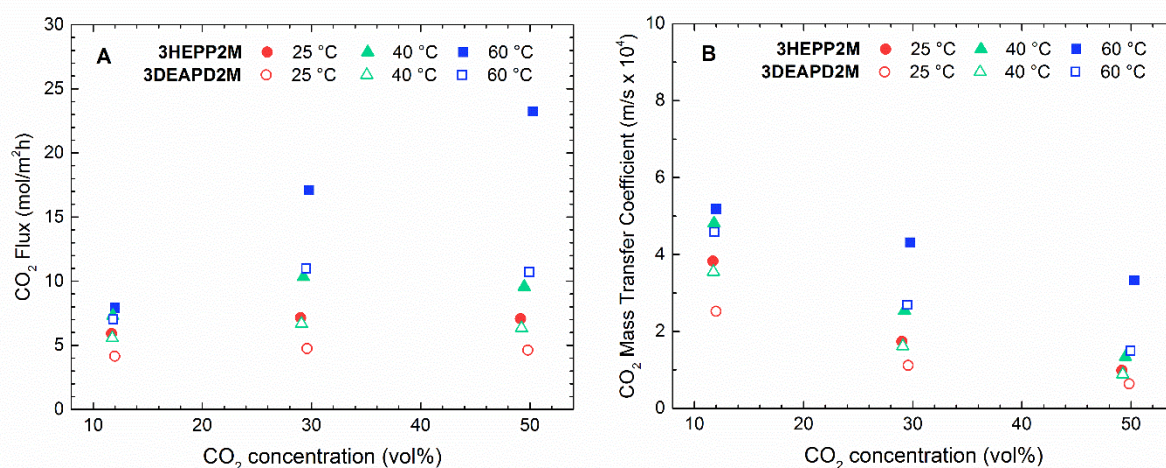 A
3HEPP2M 25 °C 40 °C 60 °C
3DEAPD2M 25 °C 40 °C 60 °C
30
25
20
15
10
5
0
CO₂ Flux (mol/m²h)
10 20 30 40 50
CO₂ concentration (vol%)
B
3HEPP2M 25 °C 40 °C 60 °C
3DEAPD2M 25 °C 40 °C 60 °C
10
8
6
4
2
0
CO₂ Mass Transfer Coefficient (m/s x 10⁴)
10 20 30 40 50
CO₂ concentration (vol%)